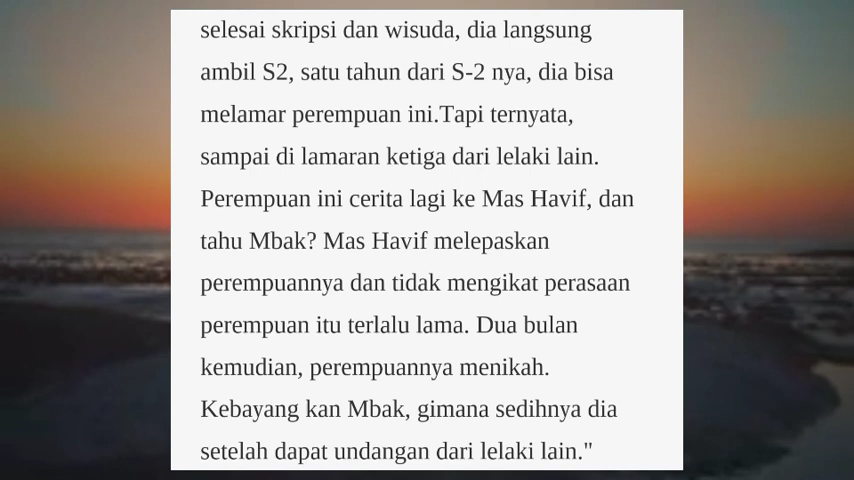 selesai skripsi dan wisuda, dia langsung
ambil S2, satu tahun dari S-2 nya, dia bisa
melamar perempuan ini.Tapi ternyata,
sampai di lamaran ketiga dari lelaki lain.
Perempuan ini cerita lagi ke Mas Havif, dan
tahu Mbak? Mas Havif melepaskan
perempuannya dan tidak mengikat perasaan
perempuan itu terlalu lama. Dua bulan
kemudian, perempuannya menikah.
Kebayang kan Mbak, gimana sedihnya dia
setelah dapat undangan dari lelaki lain."